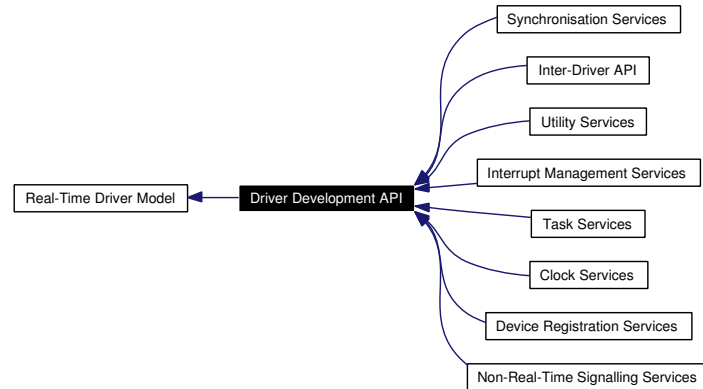 Synchronisation Services
Inter-Driver API
Utility Services
Interrupt Management Services
Real-Time Driver Model
Driver Development API
Task Services
Clock Services
Device Registration Services
Non-Real-Time Signalling Services